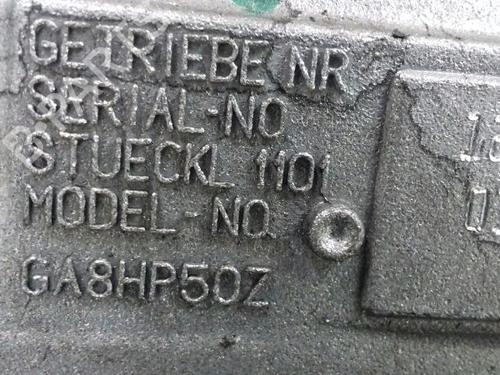 GETRIEBE NR
SERIAL-NO
STUECKL 1101
MODEL-NO.
GA8HP50Z